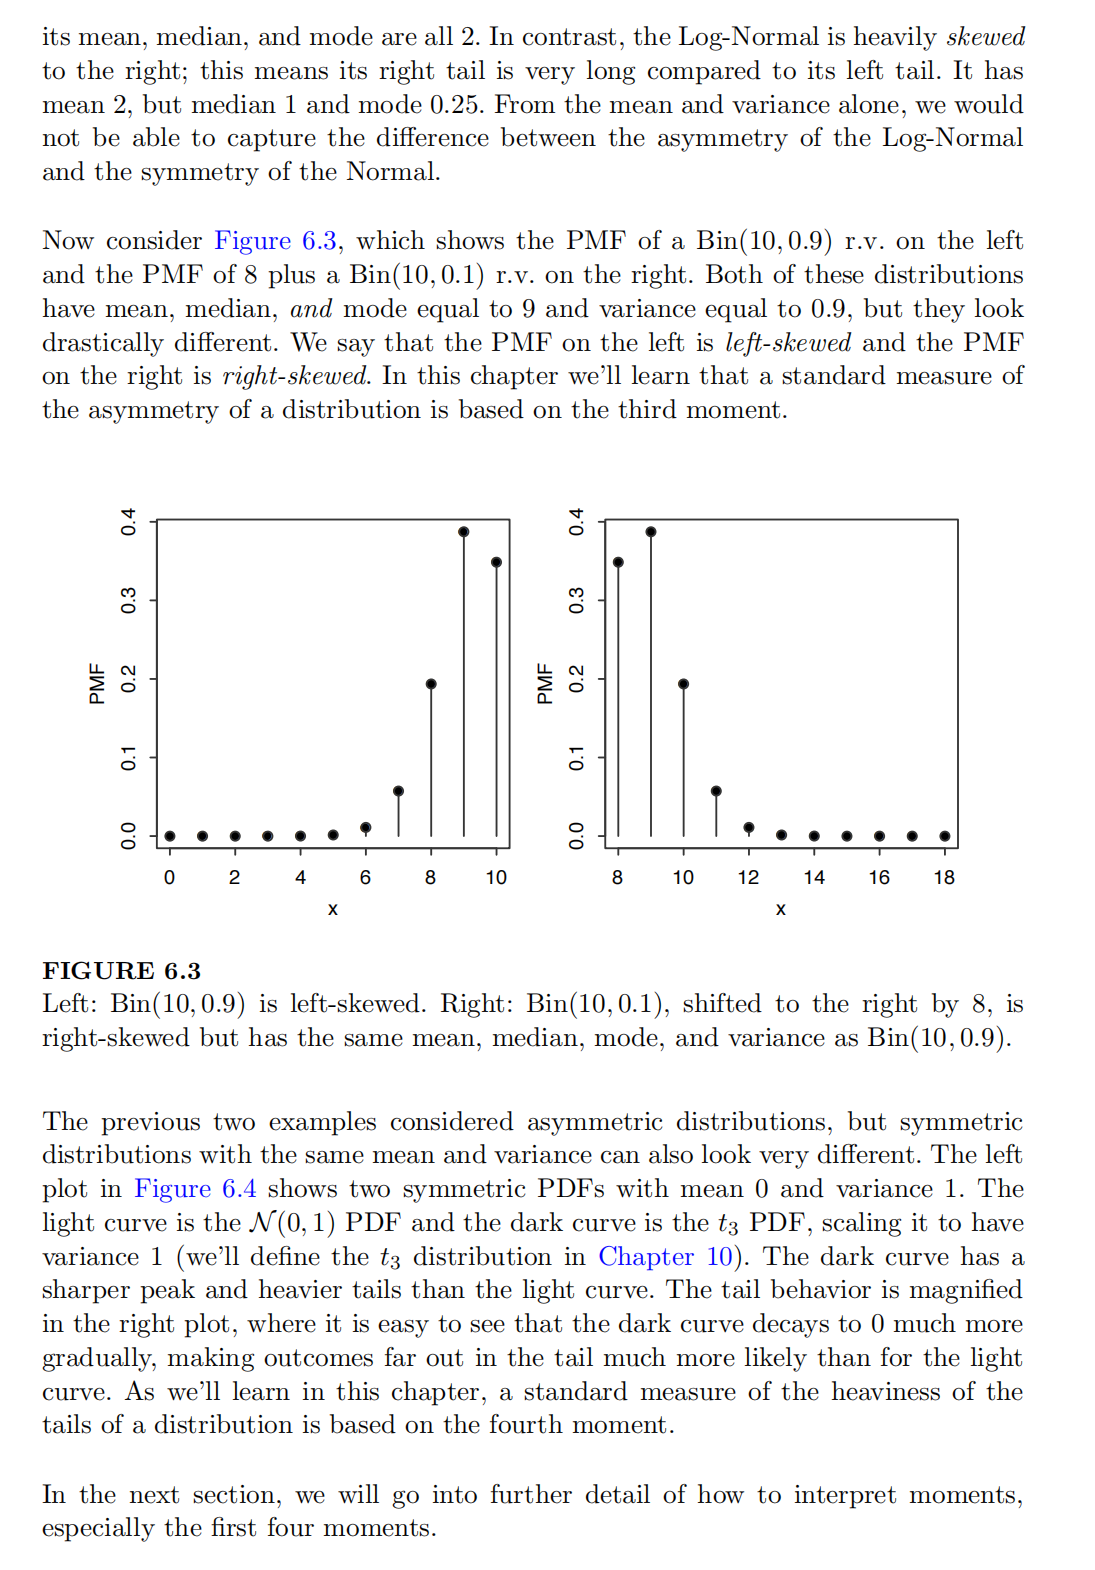 its mean, median, and mode are all 2. In contrast, the Log-Normal is heavily skewed
to the right; this means its right tail is very long compared to its left tail. It has
mean 2, but median 1 and mode 0.25. From the mean and variance alone, we would
not be able to capture the difference between the asymmetry of the Log-Normal
and the symmetry of the Normal.
Now consider Figure 6.3, which shows the PMF of a Bin(10, 0.9) r.v. on the left
and the PMF of 8 plus a Bin(10, 0.1) r.v. on the right. Both of these distributions
have mean, median, and mode equal to 9 and variance equal to 0.9, but they look
drastically different. We say that the PMF on the left is left-skewed and the PMF
on the right is right-skewed. In this chapter we'll learn that a standard measure of
the asymmetry of a distribution is based on the third moment.
PMF
0.4
0.3
0.2
0.1
0.0
0 2 4 6 8 10
x
PMF
0.4
0.3
0.2
0.1
0.0
8 10 12 14 16 18
x
FIGURE 6.3
Left: Bin(10, 0.9) is left-skewed. Right: Bin(10, 0.1), shifted to the right by 8, is
right-skewed but has the same mean, median, mode, and variance as Bin(10, 0.9).
The previous two examples considered asymmetric distributions, but symmetric
distributions with the same mean and variance can also look very different. The left
plot in Figure 6.4 shows two symmetric PDFs with mean 0 and variance 1. The
light curve is the 𝒩(0, 1) PDF and the dark curve is the t₃ PDF, scaling it to have
variance 1 (we'll define the t₃ distribution in Chapter 10). The dark curve has a
sharper peak and heavier tails than the light curve. The tail behavior is magnified
in the right plot, where it is easy to see that the dark curve decays to 0 much more
gradually, making outcomes far out in the tail much more likely than for the light
curve. As we'll learn in this chapter, a standard measure of the heaviness of the
tails of a distribution is based on the fourth moment.
In the next section, we will go into further detail of how to interpret moments,
especially the first four moments.